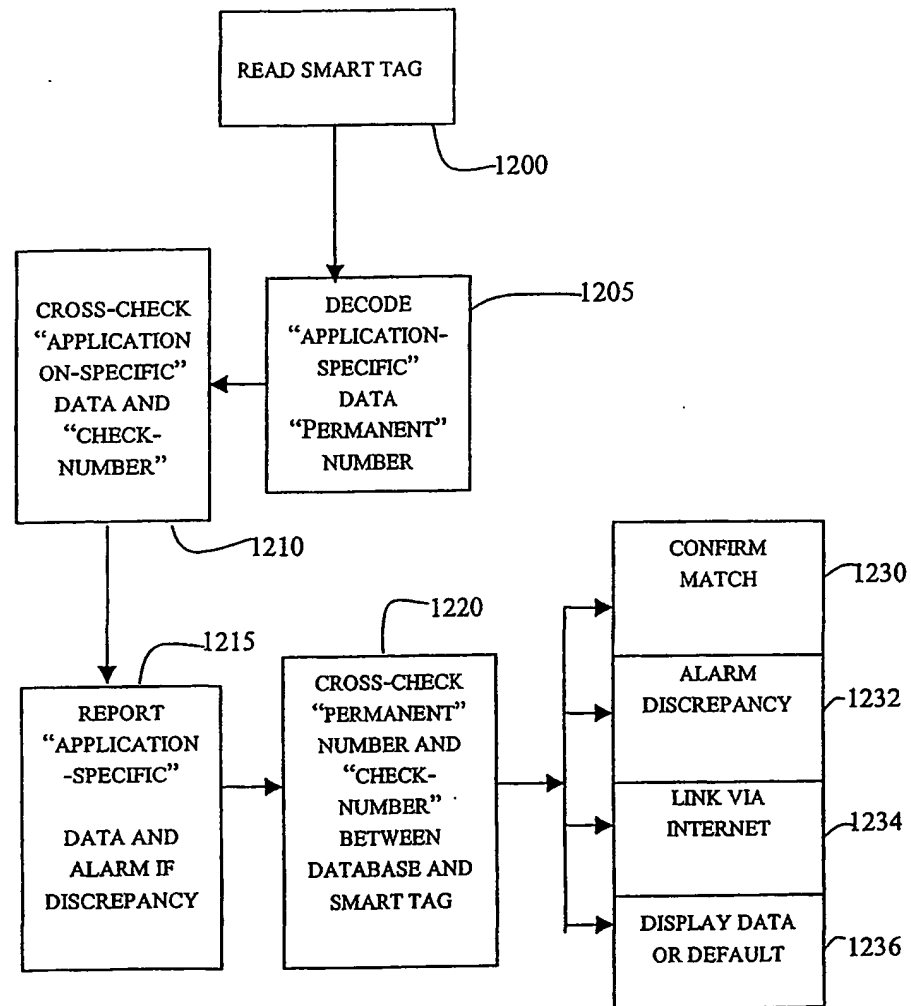 READ SMART TAG
1200
DECODE
“APPLICATION-
SPECIFIC”
DATA
“PERMANENT”
NUMBER
1205
CROSS-CHECK
“APPLICATION
ON-SPECIFIC”
DATA AND
“CHECK-
NUMBER”
1210
REPORT
“APPLICATION
-SPECIFIC”
DATA AND
ALARM IF
DISCREPANCY
1215
CROSS-CHECK
“PERMANENT”
NUMBER AND
“CHECK-
NUMBER”
BETWEEN
DATABASE AND
SMART TAG
1220
CONFIRM
MATCH
1230
ALARM
DISCREPANCY
1232
LINK VIA
INTERNET
1234
DISPLAY DATA
OR DEFAULT
1236